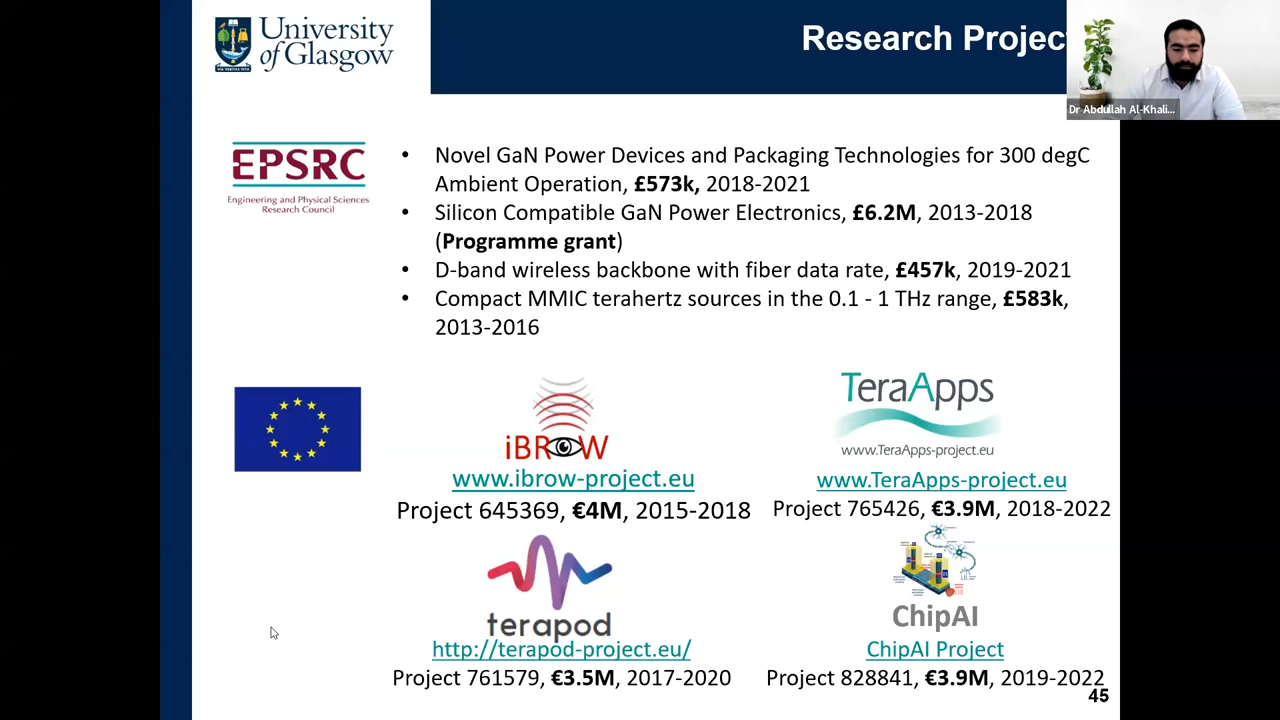 University
of Glasgow
VIA VERITAS VITA
Research Projec
Dr Abdullah Al-Khali...
EPSRC
Engineering and Physical Sciences
Research Council
• Novel GaN Power Devices and Packaging Technologies for 300 degC
Ambient Operation, £573k, 2018-2021
• Silicon Compatible GaN Power Electronics, £6.2M, 2013-2018
(Programme grant)
• D-band wireless backbone with fiber data rate, £457k, 2019-2021
• Compact MMIC terahertz sources in the 0.1 - 1 THz range, £583k,
2013-2016
iBROW
www.ibrow-project.eu
Project 645369, €4M, 2015-2018
TeraApps
www.TeraApps-project.eu
www.TeraApps-project.eu
Project 765426, €3.9M, 2018-2022
terapod
http://terapod-project.eu/
Project 761579, €3.5M, 2017-2020
ChipAI
ChipAI Project
Project 828841, €3.9M, 2019-2022
45